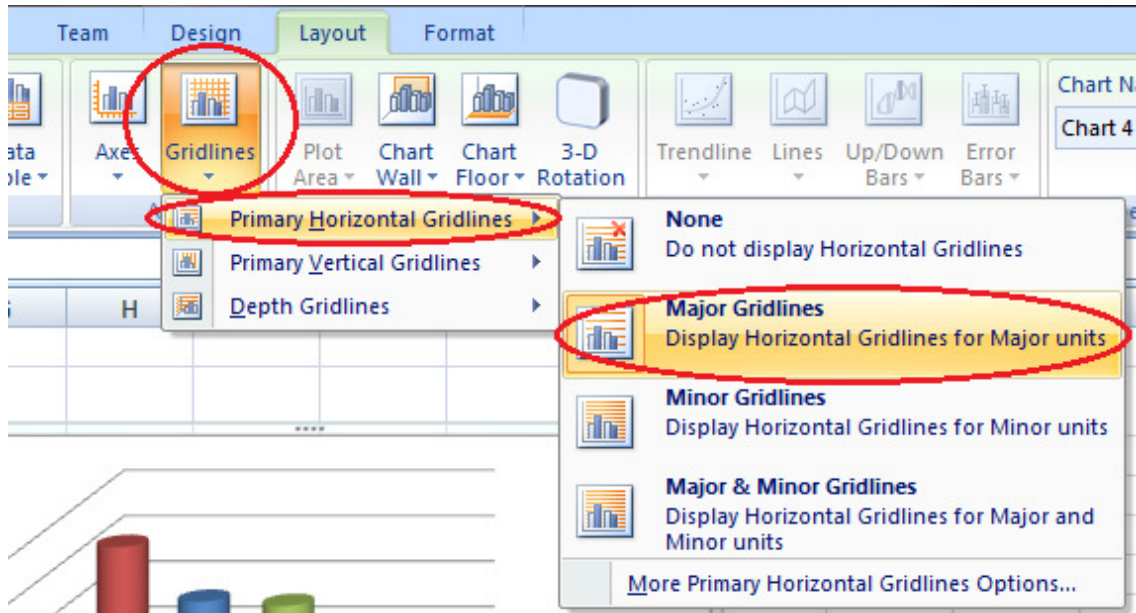 Team Design Layout Format
Axes Gridlines Plot Area Chart Wall Chart Floor 3-D Rotation Trendline Lines Up/Down Bars Error Bars
Chart 4
Primary Horizontal Gridlines
Primary Vertical Gridlines
Depth Gridlines
H
None
Do not display Horizontal Gridlines
Major Gridlines
Display Horizontal Gridlines for Major units
Minor Gridlines
Display Horizontal Gridlines for Minor units
Major & Minor Gridlines
Display Horizontal Gridlines for Major and
Minor units
More Primary Horizontal Gridlines Options...